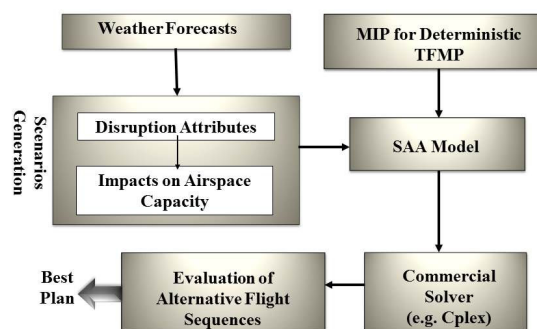 Weather Forecasts
MIP for Deterministic
TFMP
Scenarios
Generation
Disruption Attributes
Impacts on Airspace
Capacity
SAA Model
Best
Plan
Evaluation of
Alternative Flight
Sequences
Commercial
Solver
(e.g. Cplex)